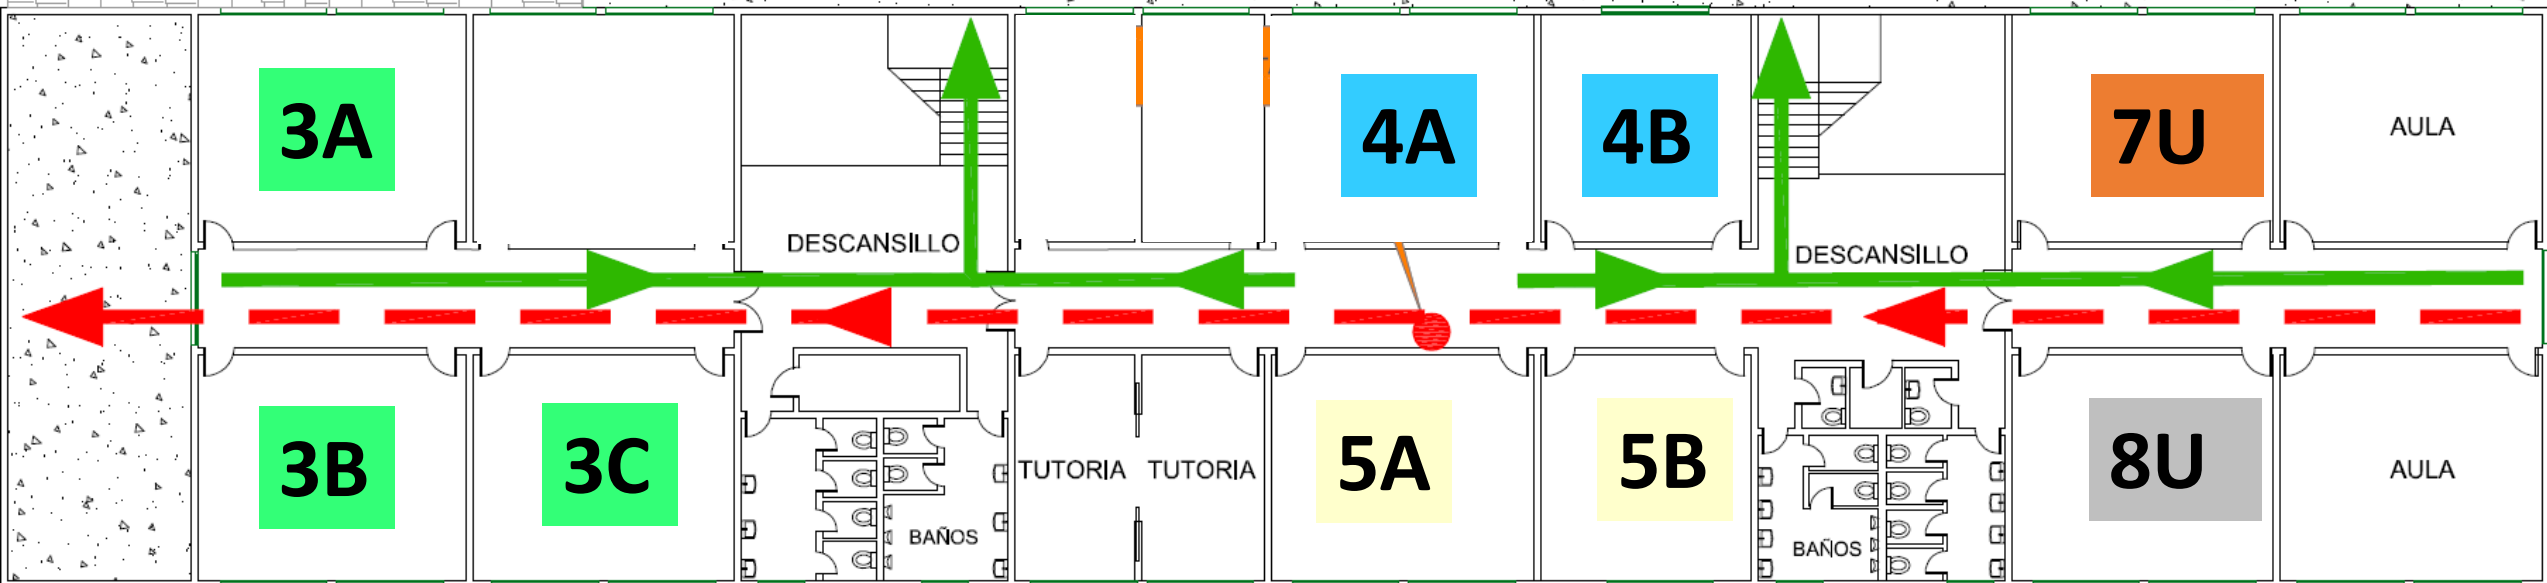 3A
4A
4B
7U
AULA
DESCANSILLO
DESCANSILLO
3B
3C
TUTORIA
TUTORIA
5A
5B
8U
AULA
BAÑOS
BAÑOS